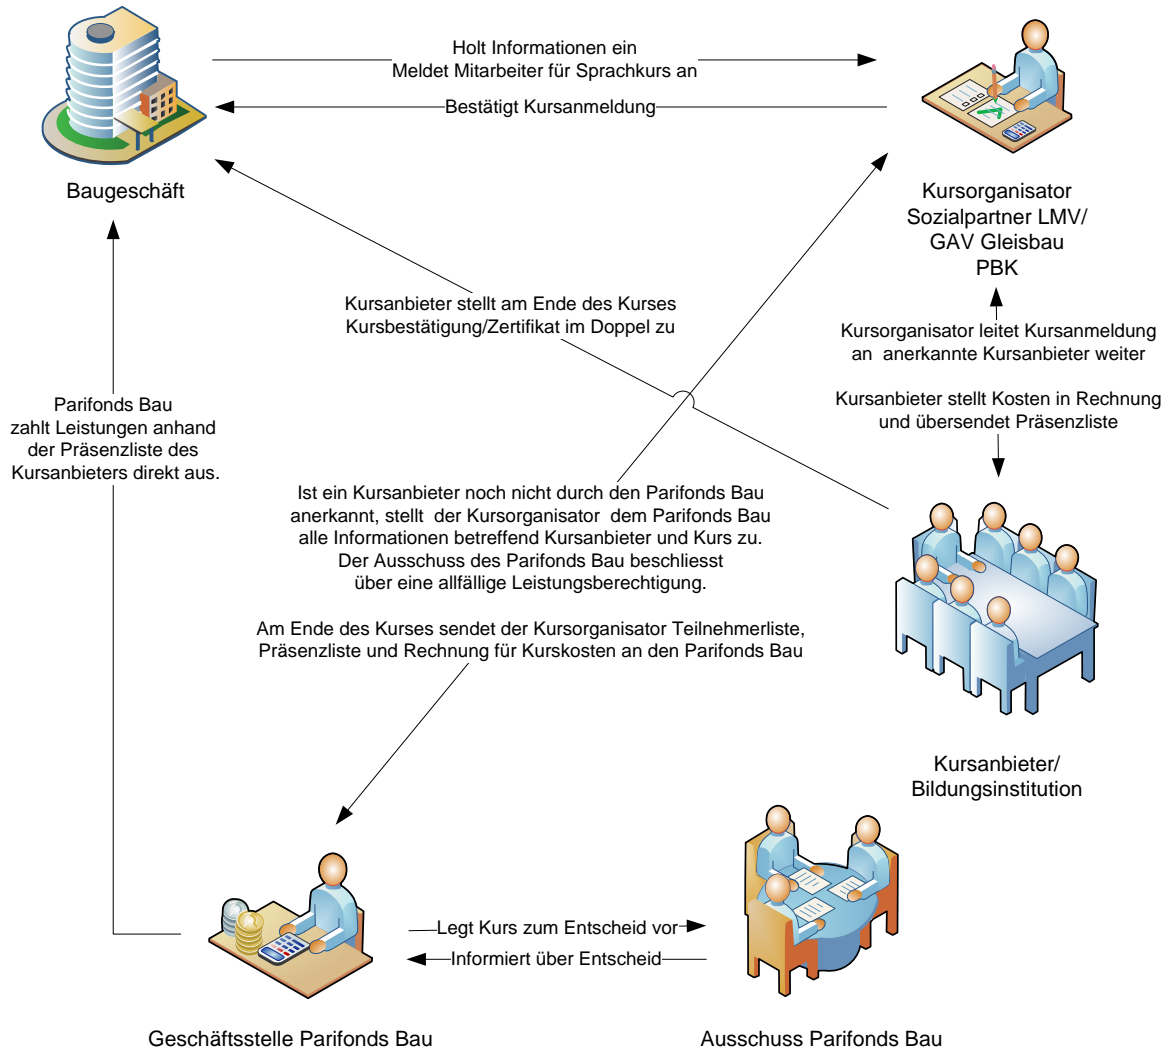 Holt Informationen ein
Meldet Mitarbeiter für Sprachkurs an
Bestätigt Kursanmeldung
Baugeschäft
Kursorganisator
Sozialpartner LMV/
GAV Gleisbau
PBK
Kursanbieter stellt am Ende des Kurses
Kursbestätigung/Zertifikat im Doppel zu
Kursorganisator leitet Kursanmeldung
an anerkannte Kursanbieter weiter
Kursanbieter stellt Kosten in Rechnung
und übersendet Präsenzliste
Parifonds Bau
zahlt Leistungen anhand
der Präsenzliste des
Kursanbieters direkt aus.
Ist ein Kursanbieter noch nicht durch den Parifonds Bau
anerkannt, stellt der Kursorganisator dem Parifonds Bau
alle Informationen betreffend Kursanbieter und Kurs zu.
Der Ausschuss des Parifonds Bau beschliesst
über eine allfällige Leistungsberechtigung.
Am Ende des Kurses sendet der Kursorganisator Teilnehmerliste,
Präsenzliste und Rechnung für Kurskosten an den Parifonds Bau
Kursanbieter/
Bildungsinstitution
Legt Kurs zum Entscheid vor
Informiert über Entscheid
Geschäftsstelle Parifonds Bau
Ausschuss Parifonds Bau